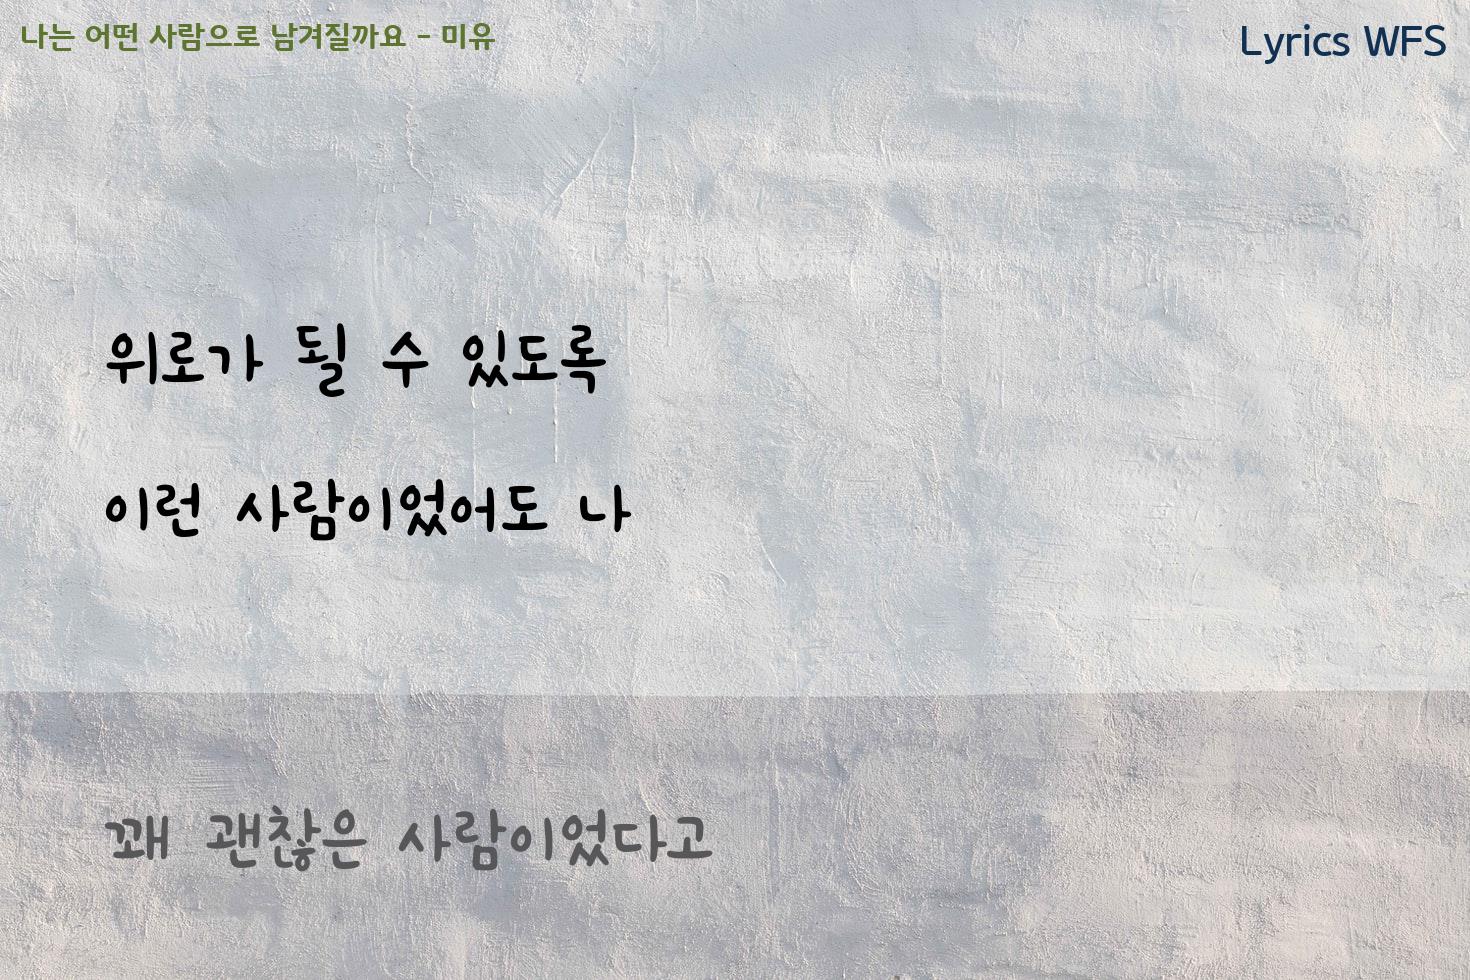 나는 어떤 사람으로 남겨질까요 - 미유
Lyrics WFS
위로가 될 수 있도록
이런 사람이었어도 나
꽤 괜찮은 사람이었다고